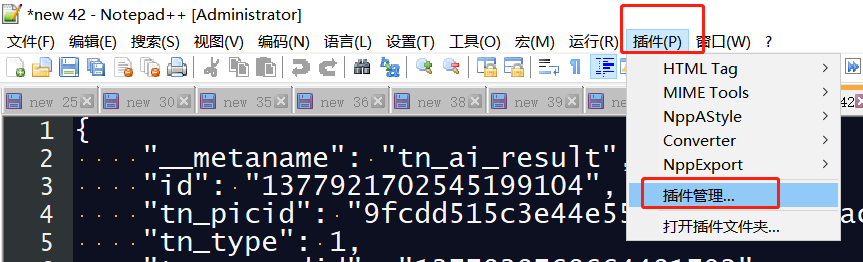 *new 42 - Notepad++ [Administrator]
文件(F) 编辑(E) 搜索(S) 视图(V) 编码(N) 语言(L) 设置(T) 工具(O) 宏(M) 运行(R) 插件(P) 窗口(W) ?
new 25 new 30 new 35 new 36 new 38 new 39 42
HTML Tag
MIME Tools
NppAStyle
Converter
NppExport
插件管理...
打开插件文件夹...
1 {
2 "__metaname": "tn_ai_result",
3 "id": "1377921702545199104",
4 "tn_picid": "9fcdd515c3e44e55
5 "tn_type": 1,